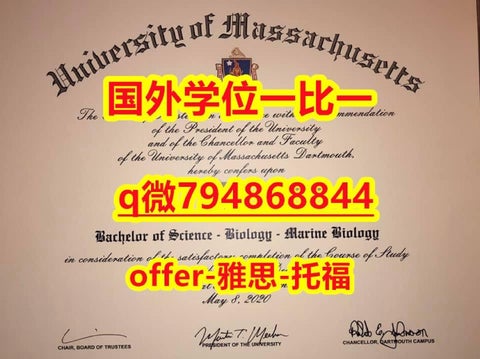 University of Massachusetts
国外学位一比一
of the President of the University
and of the Chancellor and Faculty
of the University of Massachusetts Dartmouth,
hereby confers upon
q微794868844
Bachelor of Science - Biology - Marine Biology
in consideration of the satisfactory completion of the Course of Study
offer-雅思-托福
May 8, 2020
CHAIR, BOARD OF TRUSTEES
PRESIDENT OF THE UNIVERSITY
CHANCELLOR, DARTMOUTH CAMPUS